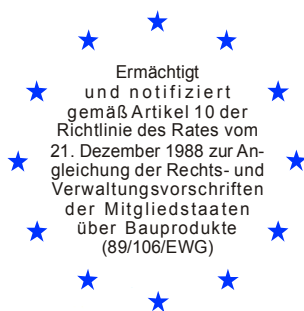 Ermächtigt
und notifiziert
gemäß Artikel 10 der
Richtlinie des Rates vom
21. Dezember 1988 zur An-
gleichung der Rechts- und
Verwaltungsvorschriften
der Mitgliedstaaten
über Bauprodukte
(89/106/EWG)